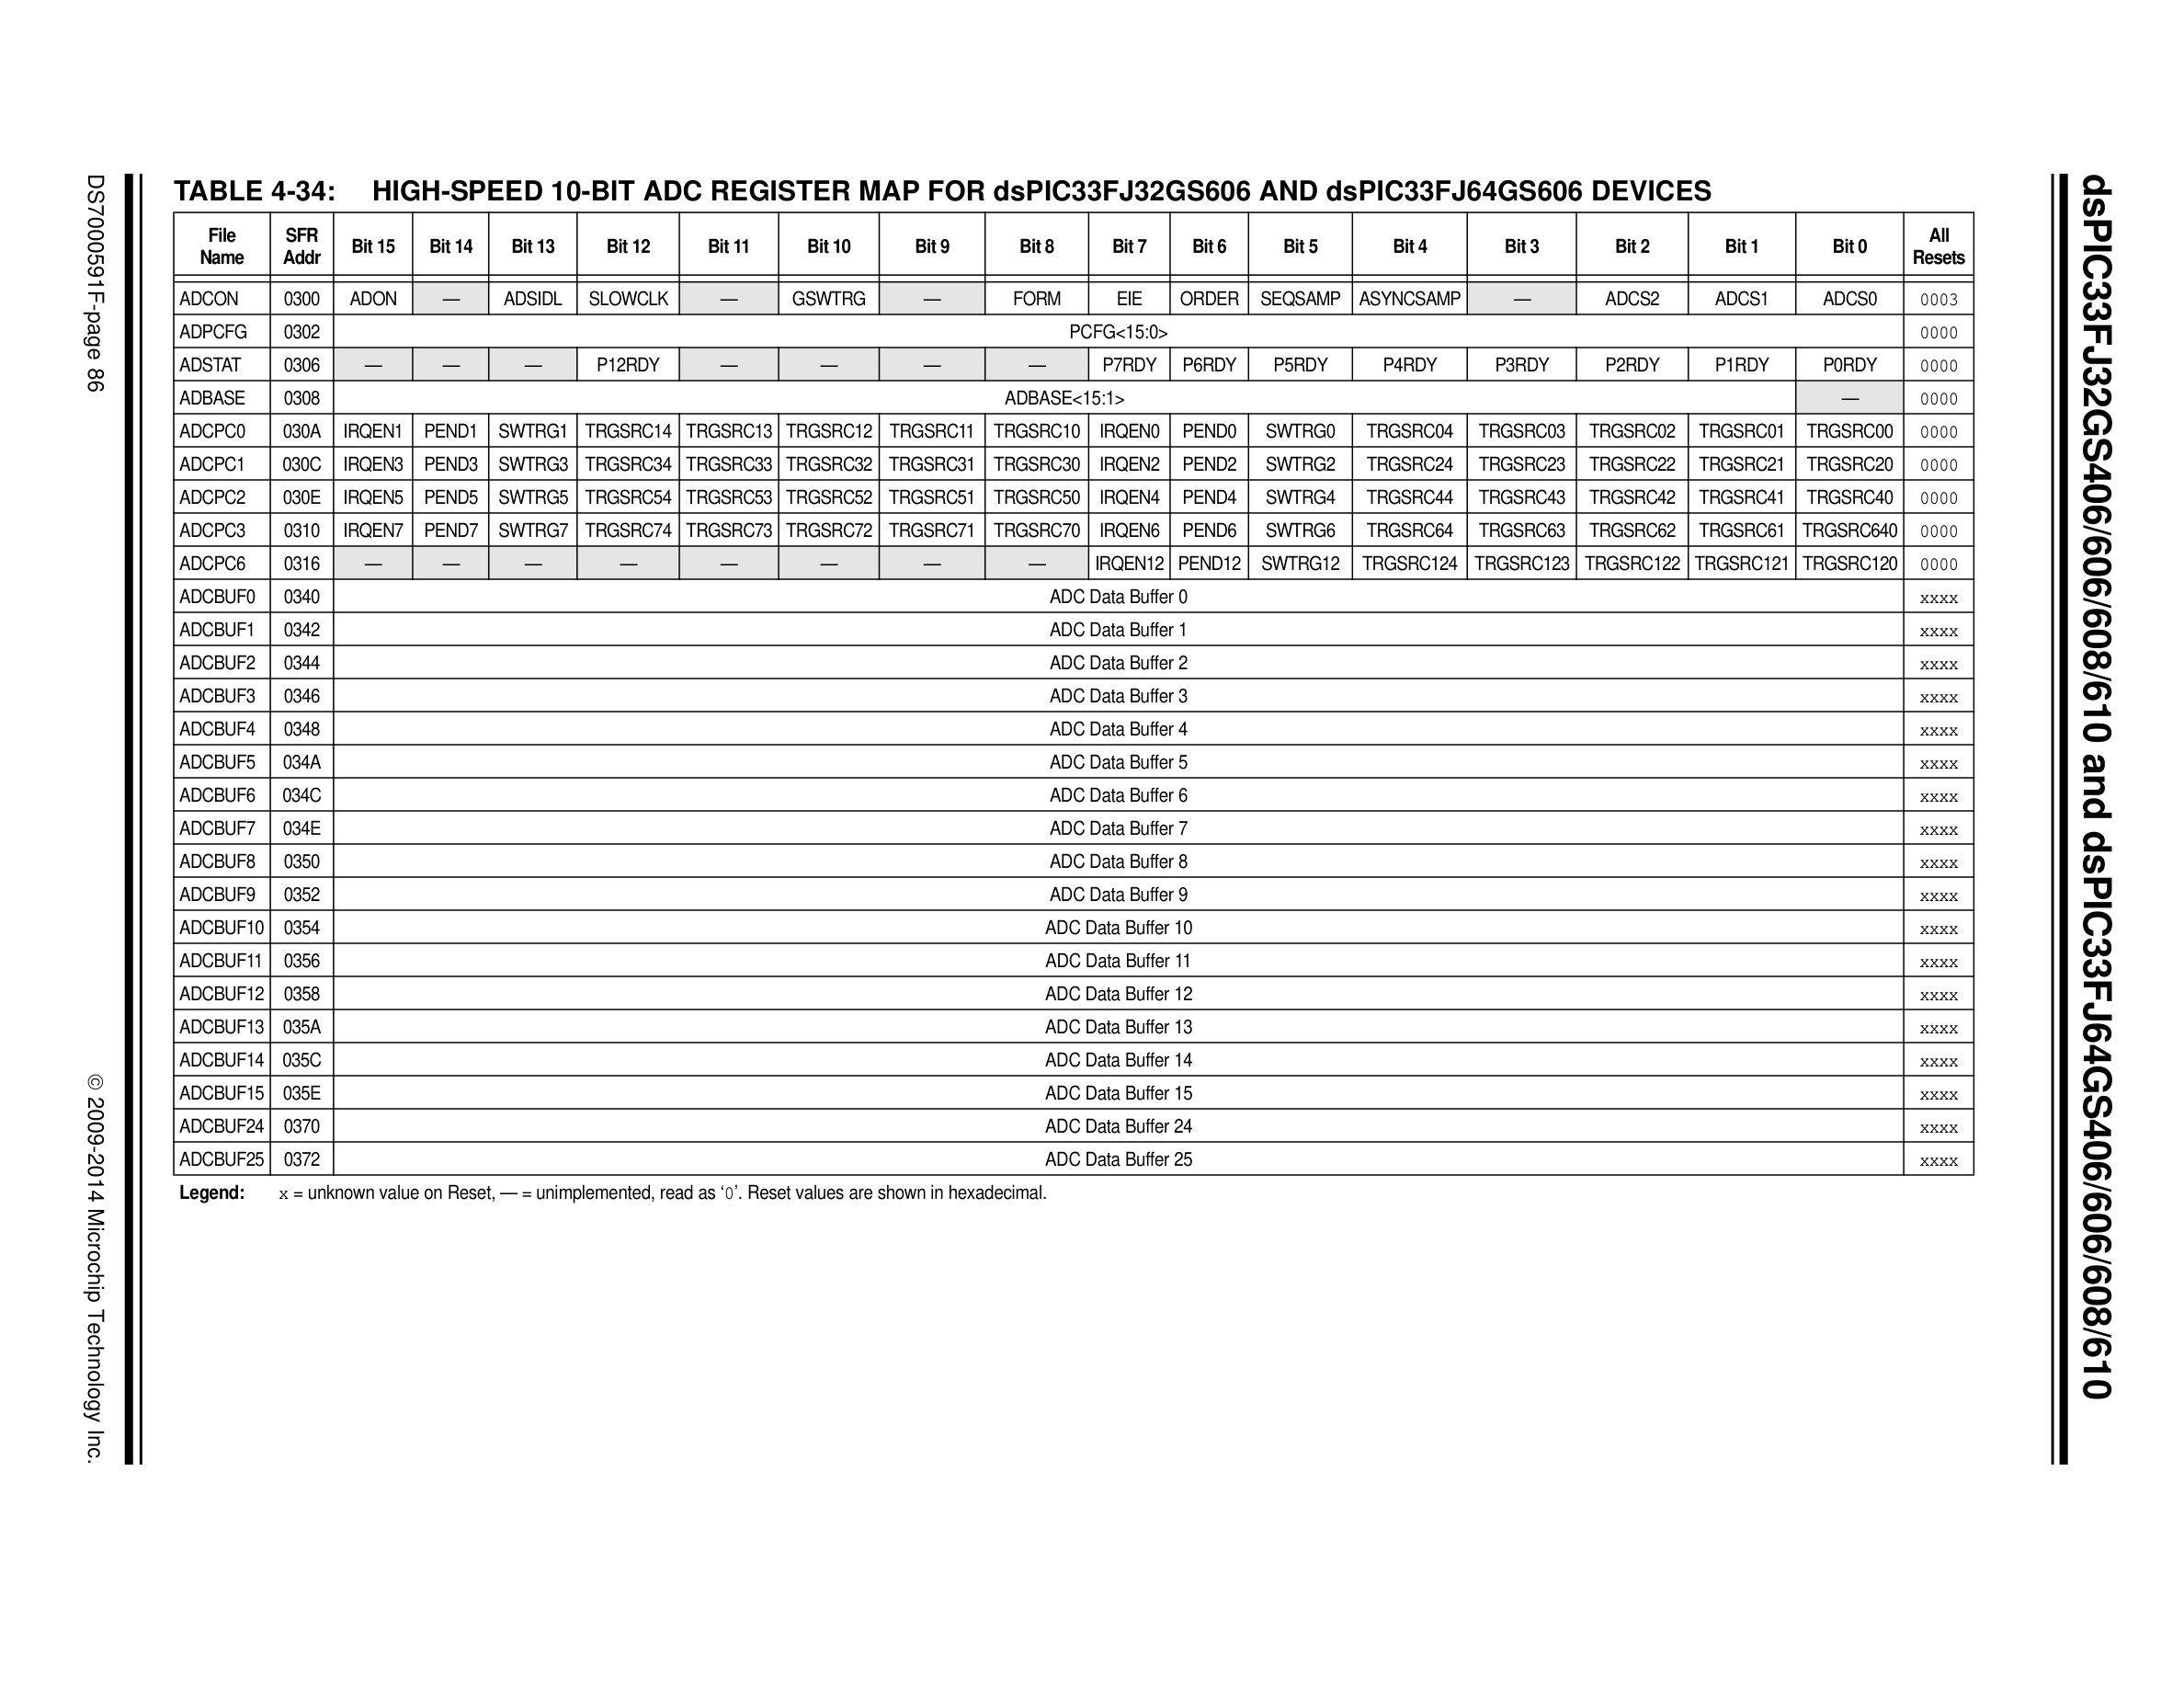 dsPIC33FJ32GS406/606/608/610 and dsPIC33FJ64GS406/606/608/610
TABLE 4-34: HIGH-SPEED 10-BIT ADC REGISTER MAP FOR dsPIC33FJ32GS606 AND dsPIC33FJ64GS606 DEVICES
File Name SFR Addr Bit 15 Bit 14 Bit 13 Bit 12 Bit 11 Bit 10 Bit 9 Bit 8 Bit 7 Bit 6 Bit 5 Bit 4 Bit 3 Bit 2 Bit 1 Bit 0 All Resets
ADCON 0300 ADON — ADSIDL SLOWCLK — GSWTRG — FORM EIE ORDER SEQSAMP ASYNCSAMP — ADCS2 ADCS1 ADCS0 0003
ADPCFG 0302 PCFG<15:0> 0000
ADSTAT 0306 — — — P12RDY — — — — P7RDY P6RDY P5RDY P4RDY P3RDY P2RDY P1RDY P0RDY 0000
ADBASE 0308 ADBASE<15:1> — 0000
ADCPC0 030A IRQEN1 PEND1 SWTRG1 TRGSRC14 TRGSRC13 TRGSRC12 TRGSRC11 TRGSRC10 IRQEN0 PEND0 SWTRG0 TRGSRC04 TRGSRC03 TRGSRC02 TRGSRC01 TRGSRC00 0000
ADCPC1 030C IRQEN3 PEND3 SWTRG3 TRGSRC34 TRGSRC33 TRGSRC32 TRGSRC31 TRGSRC30 IRQEN2 PEND2 SWTRG2 TRGSRC24 TRGSRC23 TRGSRC22 TRGSRC21 TRGSRC20 0000
ADCPC2 030E IRQEN5 PEND5 SWTRG5 TRGSRC54 TRGSRC53 TRGSRC52 TRGSRC51 TRGSRC50 IRQEN4 PEND4 SWTRG4 TRGSRC44 TRGSRC43 TRGSRC42 TRGSRC41 TRGSRC40 0000
ADCPC3 0310 IRQEN7 PEND7 SWTRG7 TRGSRC74 TRGSRC73 TRGSRC72 TRGSRC71 TRGSRC70 IRQEN6 PEND6 SWTRG6 TRGSRC64 TRGSRC63 TRGSRC62 TRGSRC61 TRGSRC640 0000
ADCPC6 0316 — — — — — — — — IRQEN12 PEND12 SWTRG12 TRGSRC124 TRGSRC123 TRGSRC122 TRGSRC121 TRGSRC120 0000
ADCBUF0 0340 ADC Data Buffer 0 xxxx
ADCBUF1 0342 ADC Data Buffer 1 xxxx
ADCBUF2 0344 ADC Data Buffer 2 xxxx
ADCBUF3 0346 ADC Data Buffer 3 xxxx
ADCBUF4 0348 ADC Data Buffer 4 xxxx
ADCBUF5 034A ADC Data Buffer 5 xxxx
ADCBUF6 034C ADC Data Buffer 6 xxxx
ADCBUF7 034E ADC Data Buffer 7 xxxx
ADCBUF8 0350 ADC Data Buffer 8 xxxx
ADCBUF9 0352 ADC Data Buffer 9 xxxx
ADCBUF10 0354 ADC Data Buffer 10 xxxx
ADCBUF11 0356 ADC Data Buffer 11 xxxx
ADCBUF12 0358 ADC Data Buffer 12 xxxx
ADCBUF13 035A ADC Data Buffer 13 xxxx
ADCBUF14 035C ADC Data Buffer 14 xxxx
ADCBUF15 035E ADC Data Buffer 15 xxxx
ADCBUF24 0370 ADC Data Buffer 24 xxxx
ADCBUF25 0372 ADC Data Buffer 25 xxxx
Legend: x = unknown value on Reset, — = unimplemented, read as ‘0’. Reset values are shown in hexadecimal.
DS70000591F-page 86
© 2009-2014 Microchip Technology Inc.